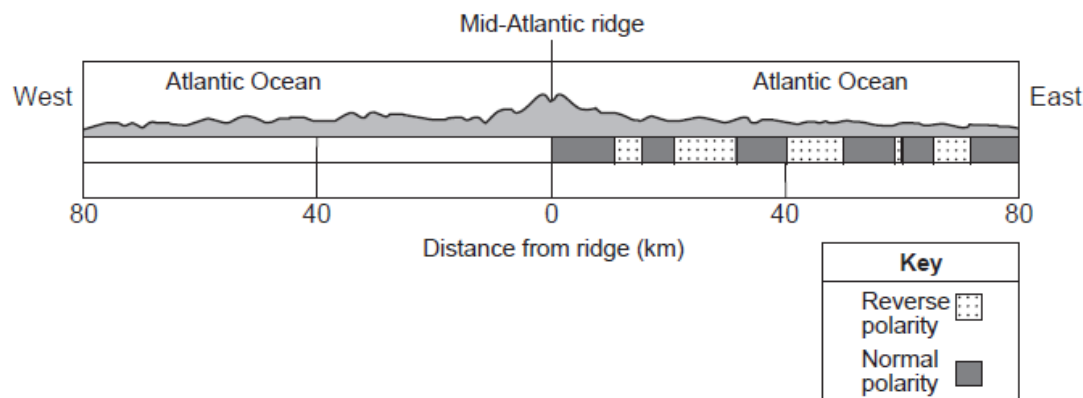 Mid-Atlantic ridge
Atlantic Ocean Atlantic Ocean
West East
80 40 0 40 80
Distance from ridge (km)
Key
Reverse
polarity
Normal
polarity